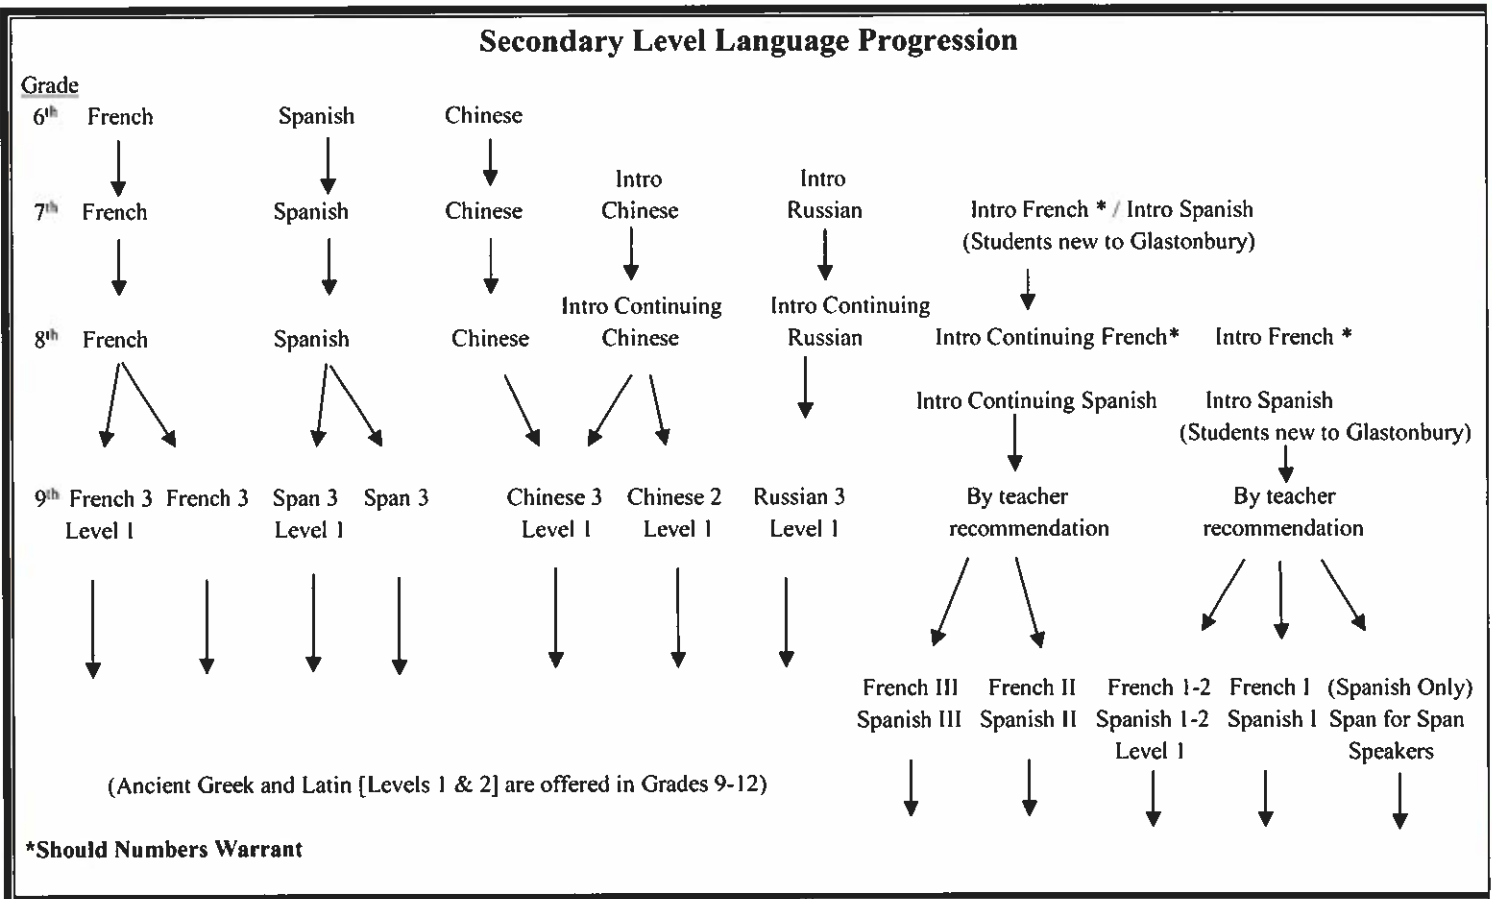 Secondary Level Language Progression
Grade
6th French Spanish Chinese
Intro Intro
7th French Spanish Chinese Chinese Russian Intro French * / Intro Spanish
(Students new to Glastonbury)
Intro Continuing Intro Continuing
8th French Spanish Chinese Chinese Russian Intro Continuing French* Intro French *
Intro Continuing Spanish Intro Spanish
(Students new to Glastonbury)
9th French 3 French 3 Span 3 Span 3 Chinese 3 Chinese 2 Russian 3 By teacher By teacher
Level 1 Level 1 Level 1 Level 1 Level 1 recommendation recommendation
French III French II French 1-2 French 1 (Spanish Only)
Spanish III Spanish II Spanish 1-2 Spanish 1 Span for Span
Level 1 Speakers
(Ancient Greek and Latin [Levels 1 & 2] are offered in Grades 9-12)
*Should Numbers Warrant